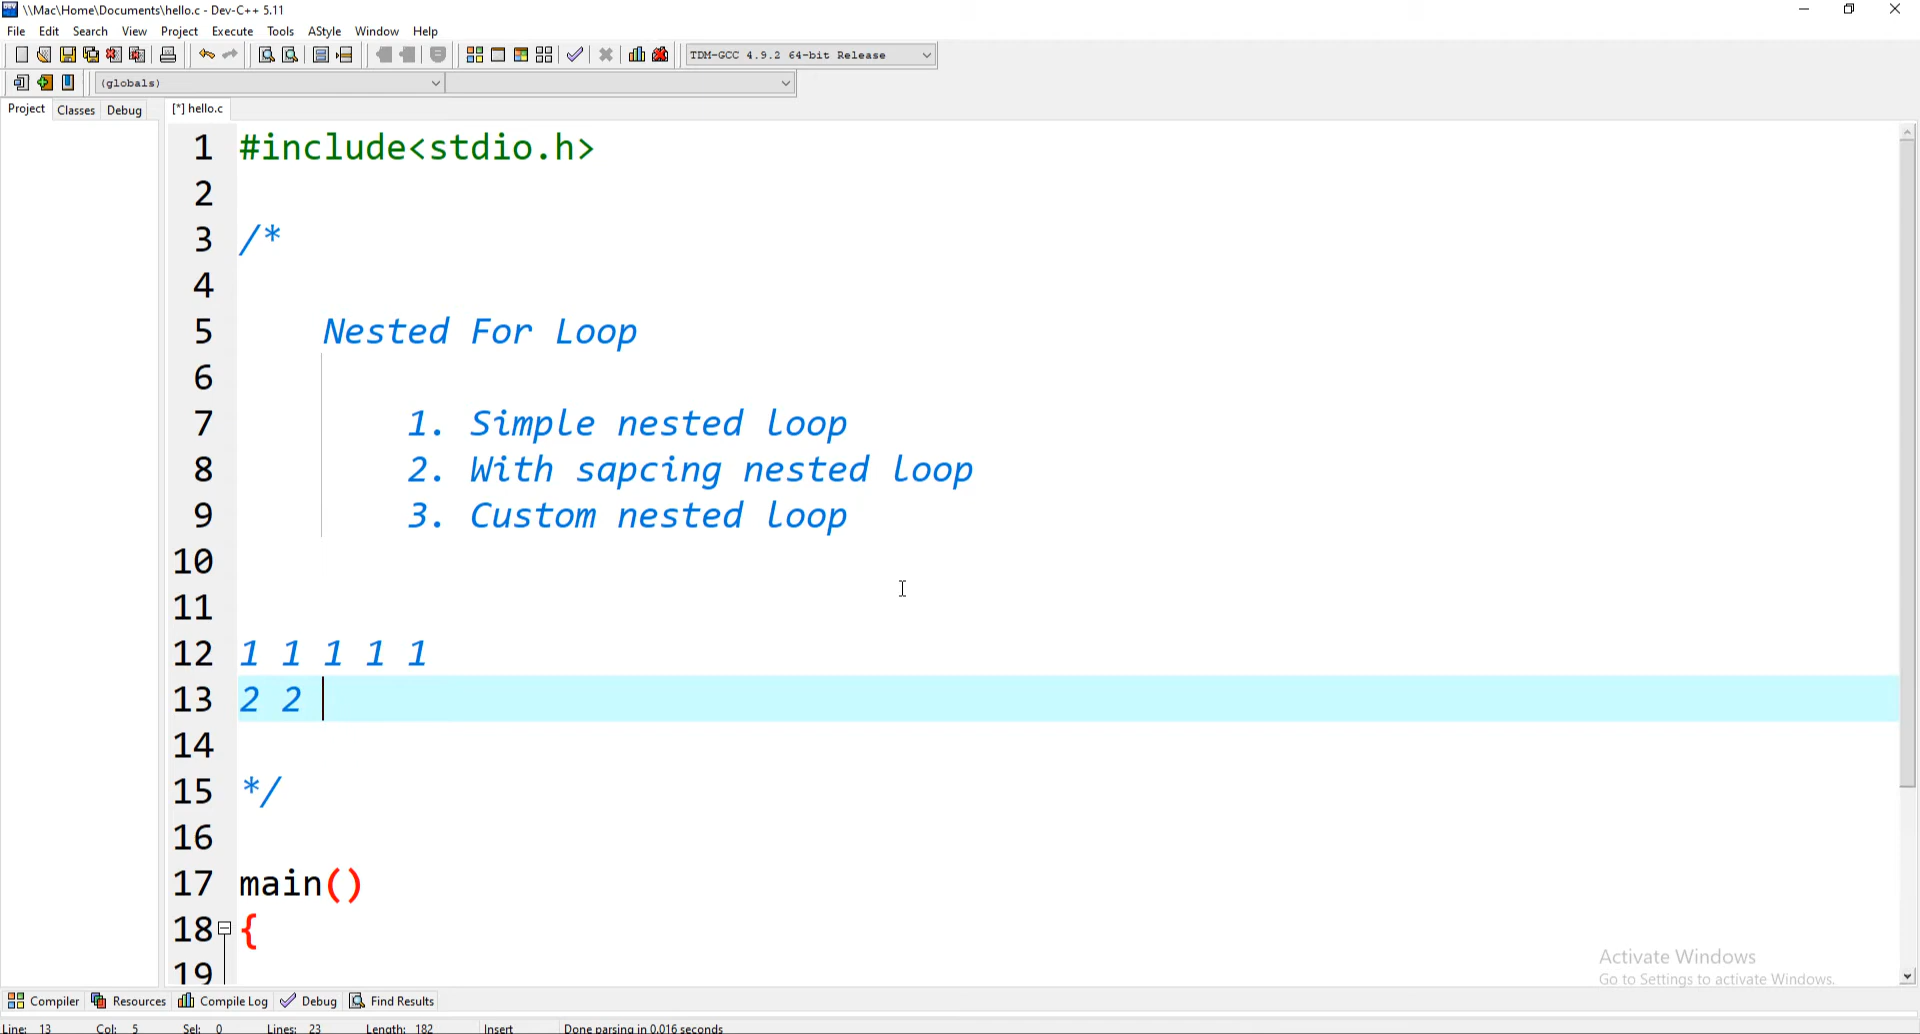 \\Mac\Home\Documents\hello.c - Dev-C++ 5.11
File Edit Search View Project Execute Tools AStyle Window Help
TDM-GCC 4.9.2 64-bit Release
(globals)
Project Classes Debug [*] hello.c
1 #include<stdio.h>
2
3 /*
4
5 Nested For Loop
6
7 1. Simple nested loop
8 2. With sapcing nested loop
9 3. Custom nested loop
10
11
12 1 1 1 1 1
13 2 2
14
15 */
16
17 main()
18 {
19
Activate Windows
Go to Settings to activate Windows.
Compiler Resources Compile Log Debug Find Results
Line: 13 Col: 5 Sel: 0 Lines: 23 Length: 182 Insert Done parsing in 0.016 seconds